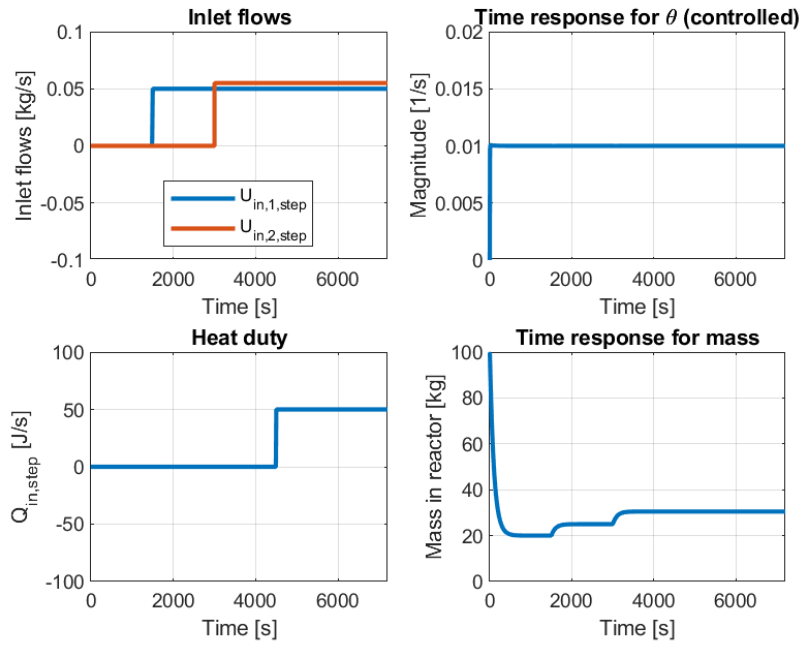 Inlet flows
0.1
0.05
0
-0.05
-0.1
Inlet flows [kg/s]
U in,1,step
U in,2,step
0 2000 4000 6000
Time [s]
Time response for θ (controlled)
0.02
0.015
0.01
0.005
0
Magnitude [1/s]
0 2000 4000 6000
Time [s]
Heat duty
100
50
0
-50
-100
Q in,step [J/s]
0 2000 4000 6000
Time [s]
Time response for mass
100
80
60
40
20
0
Mass in reactor [kg]
0 2000 4000 6000
Time [s]